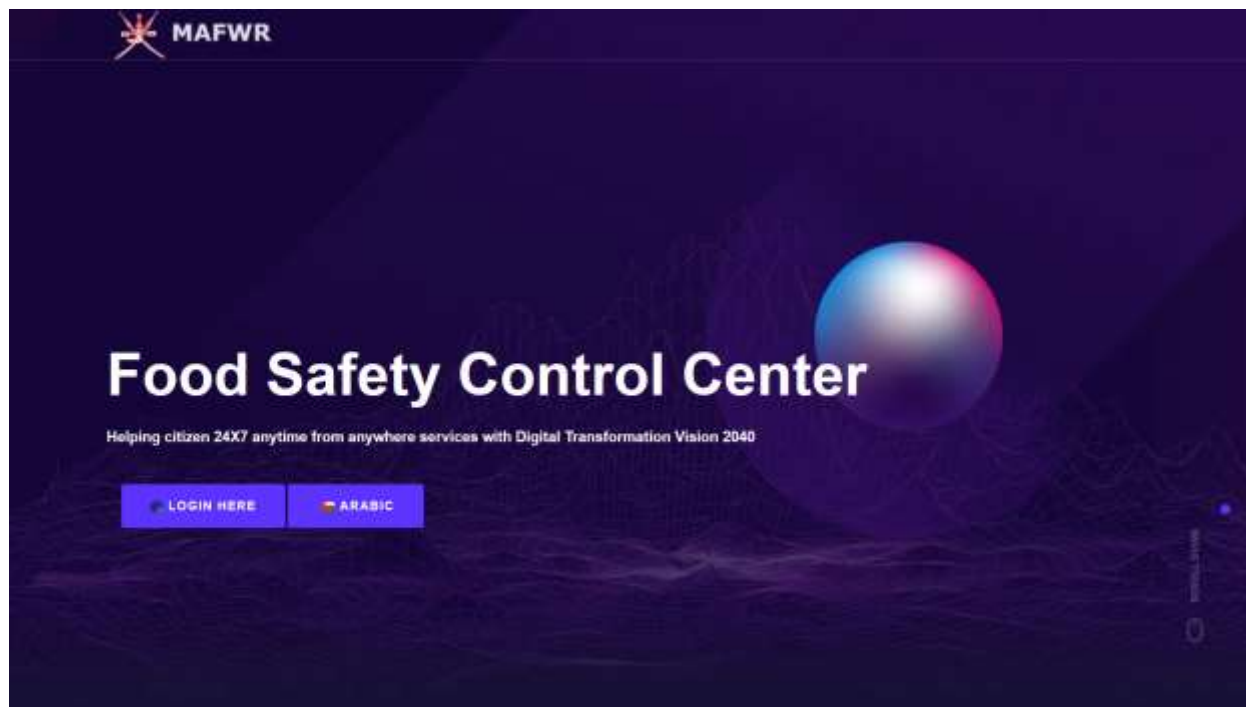 MAFWR
Food Safety Control Center
Helping citizen 24X7 anytime from anywhere services with Digital Transformation Vision 2040
LOGIN HERE
ARABIC